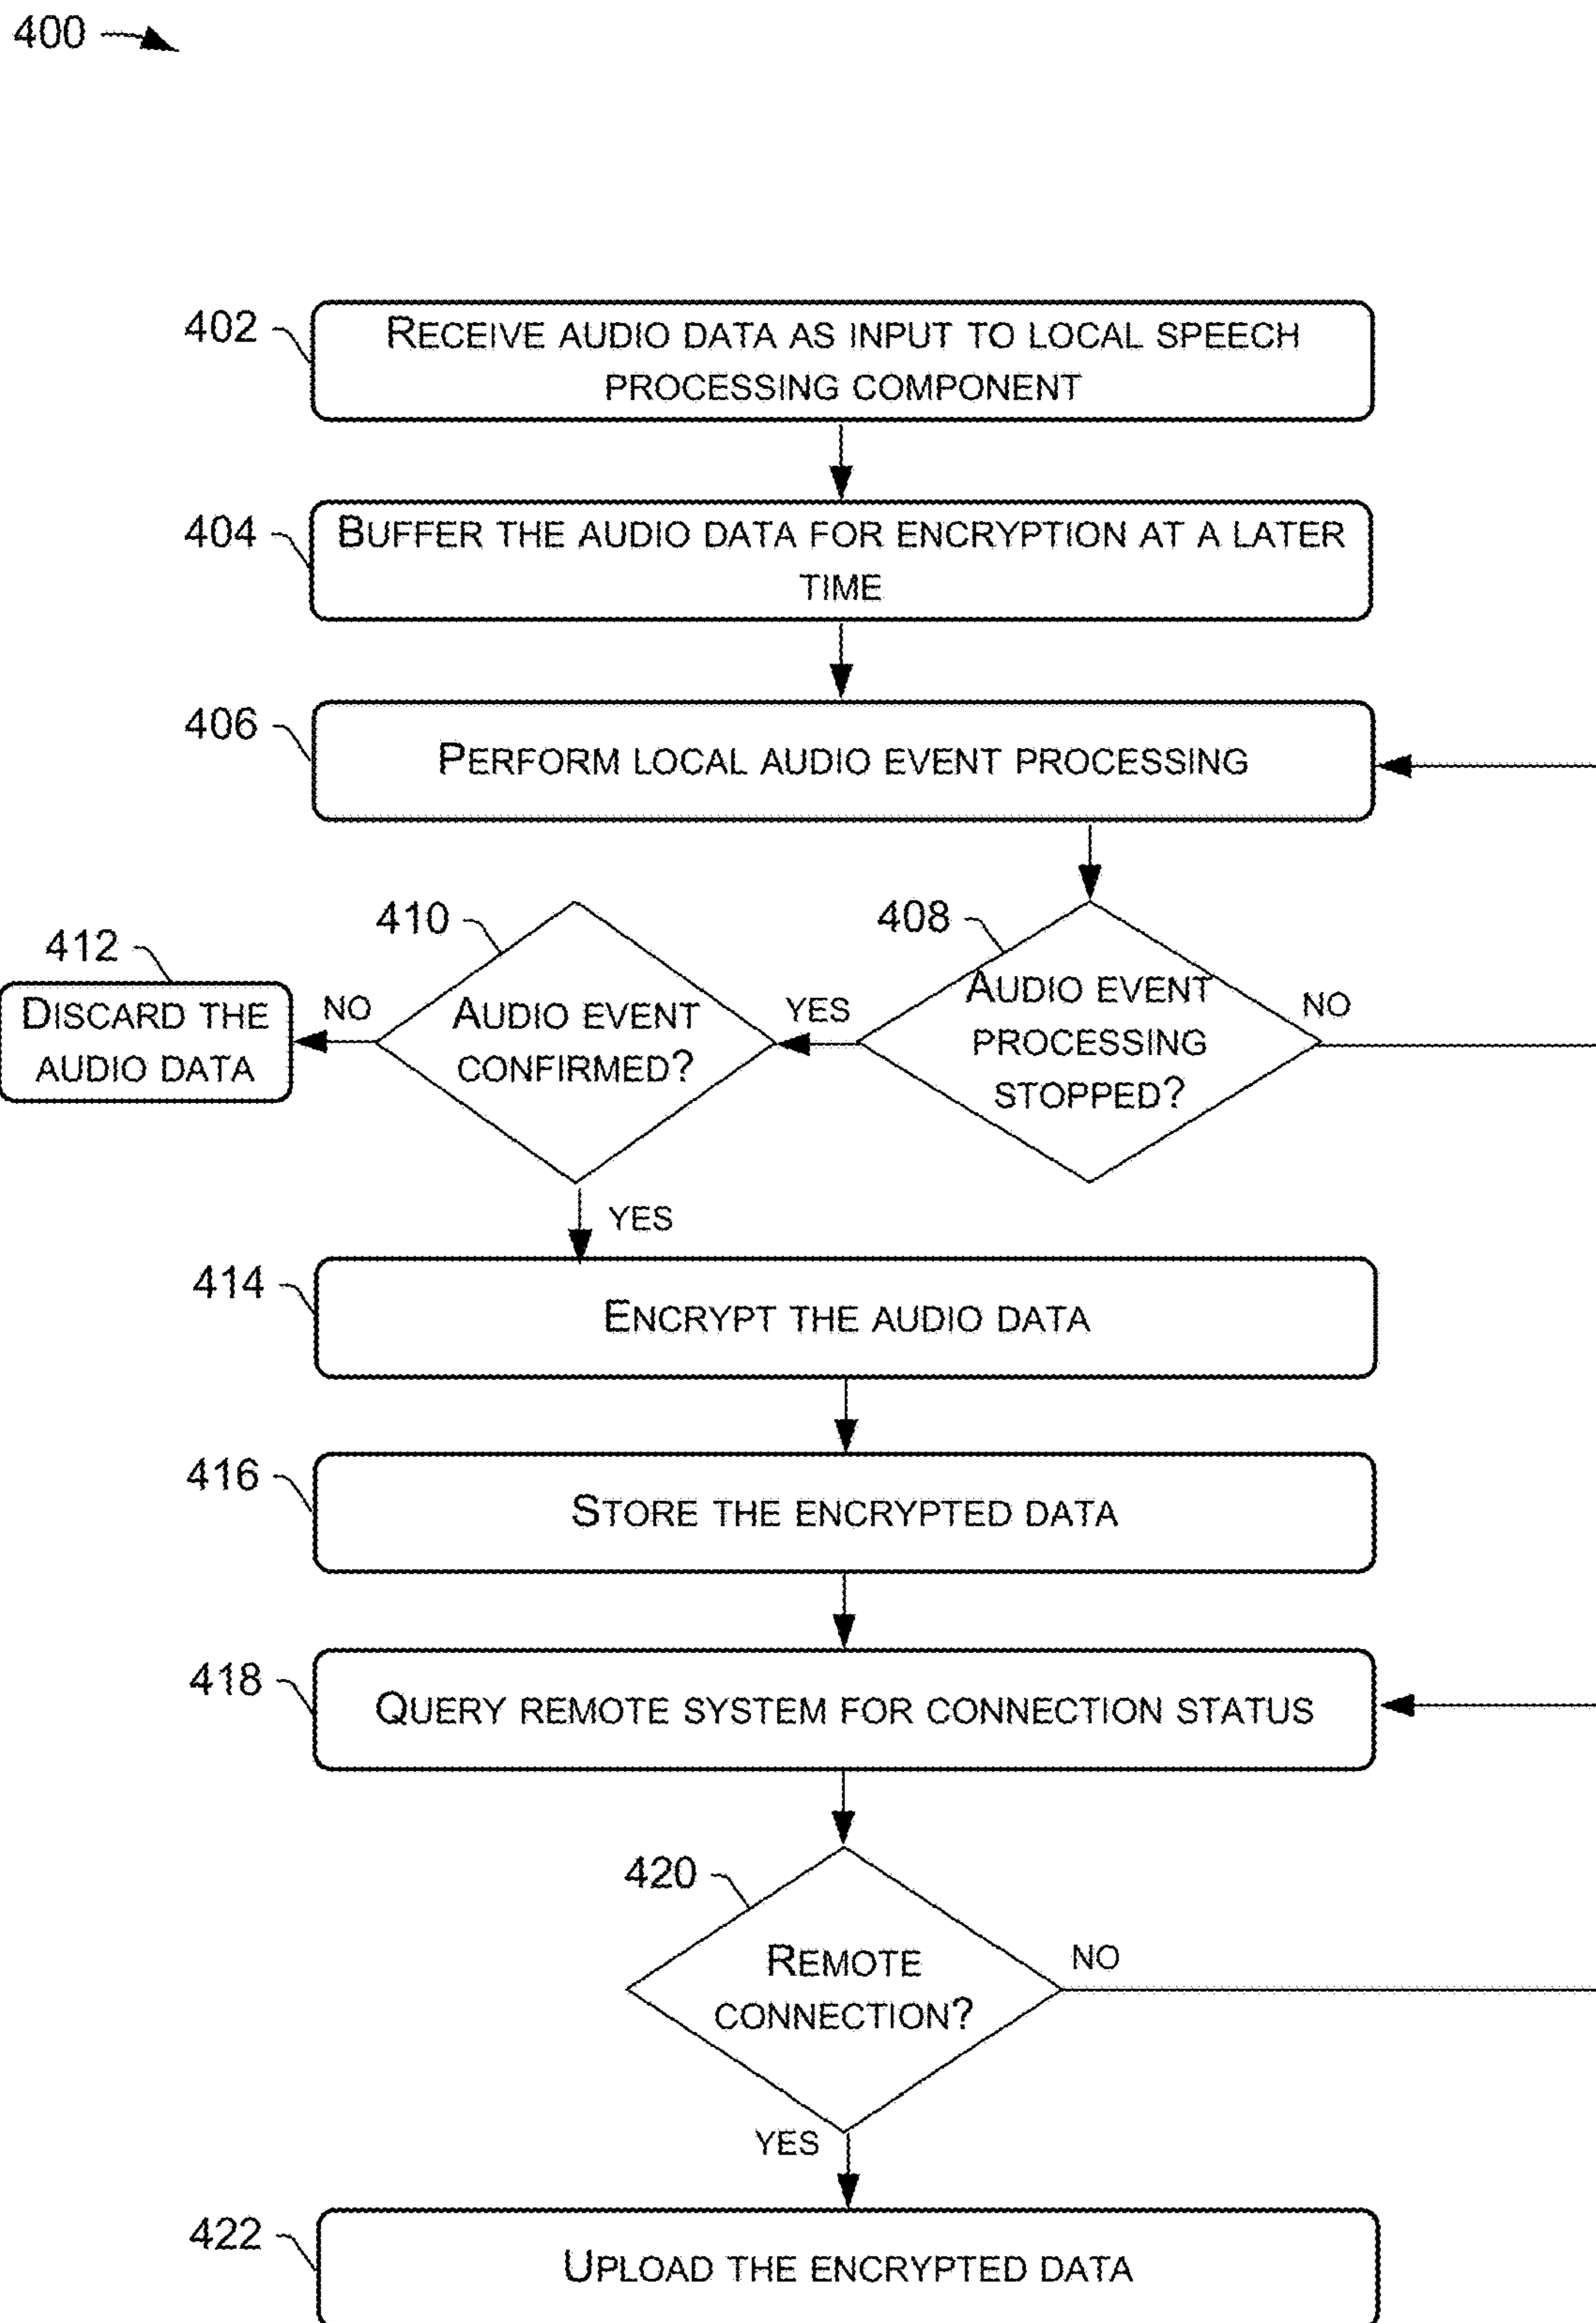 400
402
RECEIVE AUDIO DATA AS INPUT TO LOCAL SPEECH
PROCESSING COMPONENT
404
BUFFER THE AUDIO DATA FOR ENCRYPTION AT A LATER
TIME
406
PERFORM LOCAL AUDIO EVENT PROCESSING
408
AUDIO EVENT
PROCESSING
STOPPED?
NO
YES
410
AUDIO EVENT
CONFIRMED?
NO
412
DISCARD THE
AUDIO DATA
YES
414
ENCRYPT THE AUDIO DATA
416
STORE THE ENCRYPTED DATA
418
QUERY REMOTE SYSTEM FOR CONNECTION STATUS
420
REMOTE
CONNECTION?
NO
YES
422
UPLOAD THE ENCRYPTED DATA